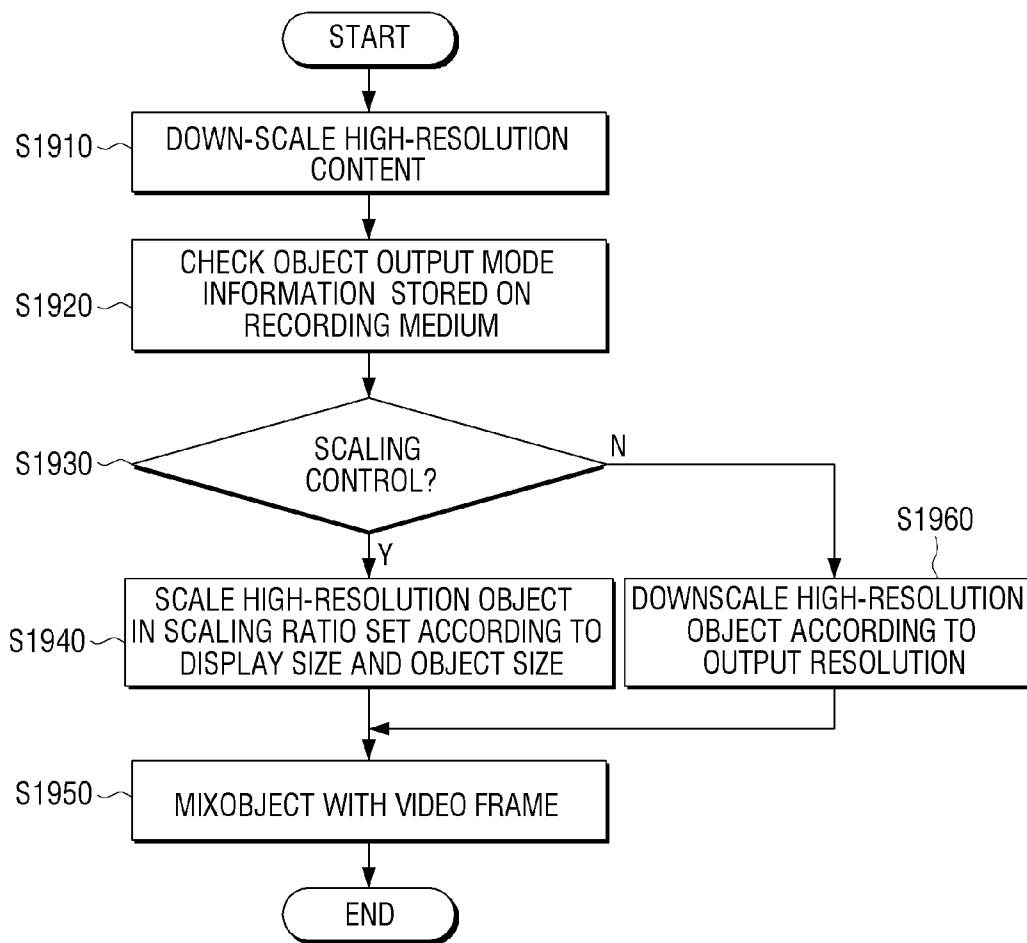 START
S1910
DOWN-SCALE HIGH-RESOLUTION
CONTENT
S1920
CHECK OBJECT OUTPUT MODE
INFORMATION STORED ON
RECORDING MEDIUM
S1930
SCALING
CONTROL?
N
Y
S1960
S1940
SCALE HIGH-RESOLUTION OBJECT
IN SCALING RATIO SET ACCORDING TO
DISPLAY SIZE AND OBJECT SIZE
DOWNSCALE HIGH-RESOLUTION
OBJECT ACCORDING TO
OUTPUT RESOLUTION
S1950
MIXOBJECT WITH VIDEO FRAME
END